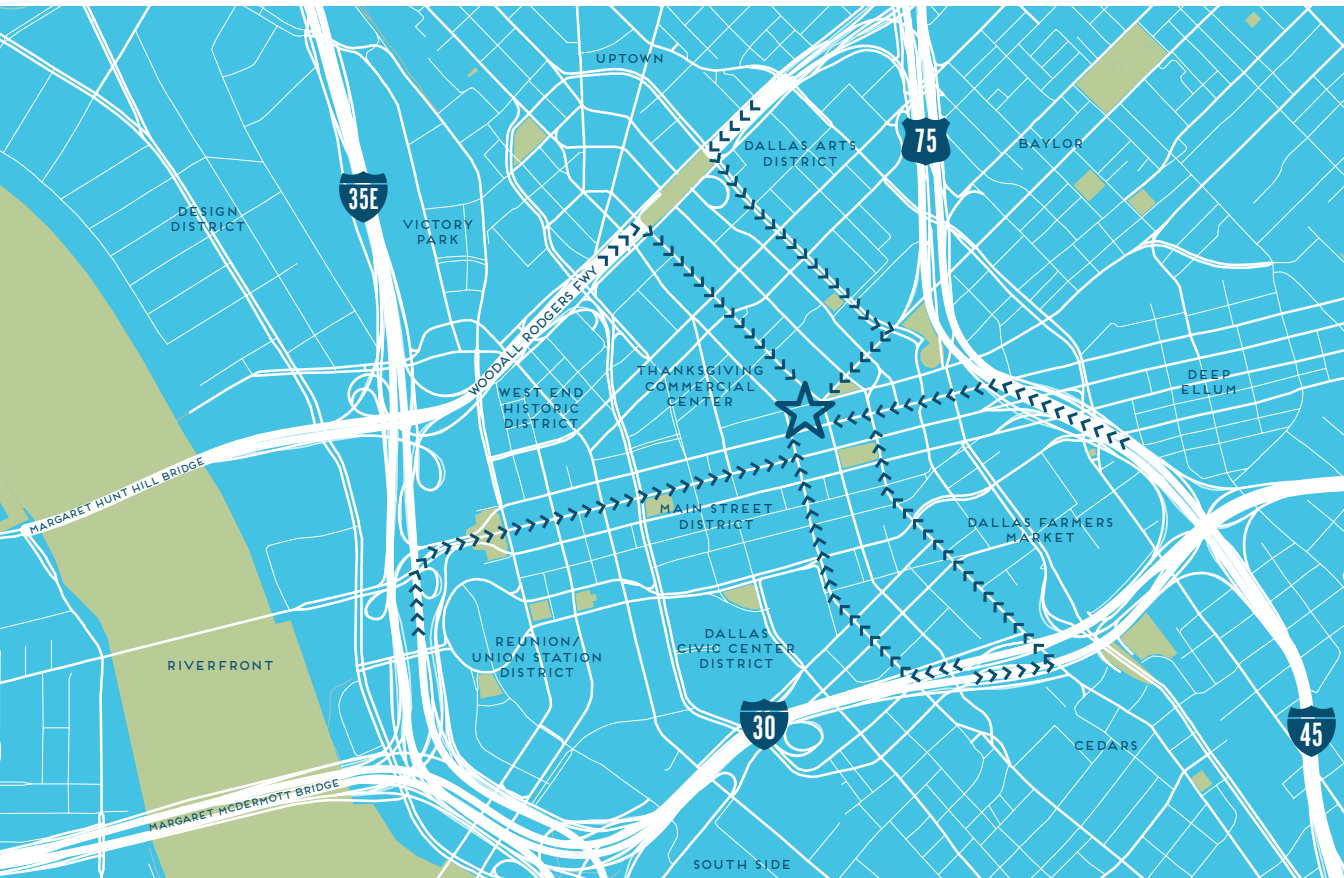 UPTOWN
DALLAS ARTS
DISTRICT
75
BAYLOR
35E
DESIGN
DISTRICT
VICTORY
PARK
WOODALL RODGERS FWY
THANKSGIVING
COMMERCIAL
CENTER
WEST END
HISTORIC
DISTRICT
DEEP
ELLUM
MARGARET HUNT HILL BRIDGE
MAIN STREET
DISTRICT
DALLAS FARMERS
MARKET
REUNION/
UNION STATION
DISTRICT
DALLAS
CIVIC CENTER
DISTRICT
RIVERFRONT
30
45
CEDARS
MARGARET MCDERMOTT BRIDGE
SOUTH SIDE